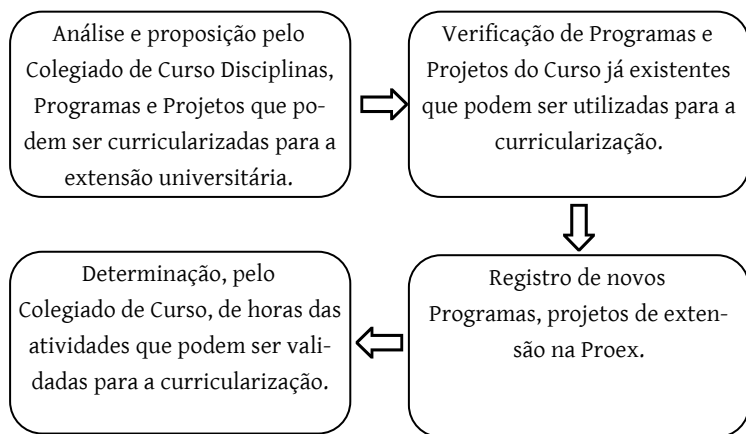 Análise e proposição pelo
Colegiado de Curso Disciplinas,
Programas e Projetos que po-
dem ser curricularizadas para a
extensão universitária.
Verificação de Programas e
Projetos do Curso já existentes
que podem ser utilizadas para a
curricularização.
Registro de novos
Programas, projetos de exten-
são na Proex.
Determinação, pelo
Colegiado de Curso, de horas das
atividades que podem ser vali-
dadas para a curricularização.